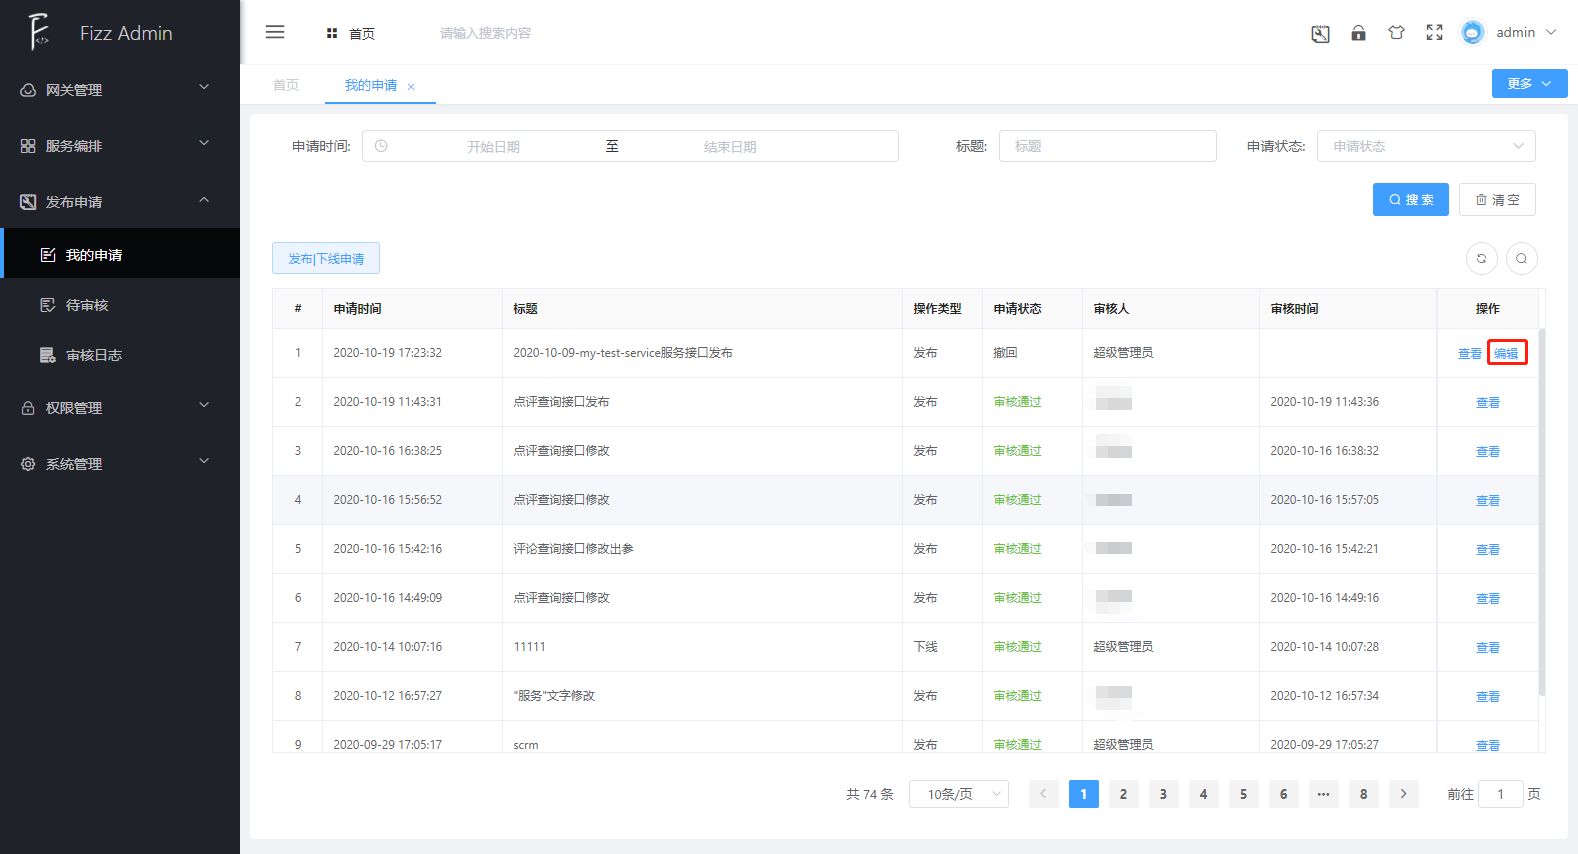 Fizz Admin
首页
请输入搜索内容
admin
网关管理
服务编排
发布申请
我的申请
待审核
审核日志
权限管理
系统管理
首页 我的申请 ×
更多
申请时间: 开始日期 至 结束日期 标题: 标题 申请状态: 申请状态
搜 索 清 空
发布|下线申请
# 申请时间 标题 操作类型 申请状态 审核人 审核时间 操作
1 2020-10-19 17:23:32 2020-10-09-my-test-service服务接口发布 发布 撤回 超级管理员 查看 编辑
2 2020-10-19 11:43:31 点评查询接口发布 发布 审核通过 2020-10-19 11:43:36 查看
3 2020-10-16 16:38:25 点评查询接口修改 发布 审核通过 2020-10-16 16:38:32 查看
4 2020-10-16 15:56:52 点评查询接口修改 发布 审核通过 2020-10-16 15:57:05 查看
5 2020-10-16 15:42:16 评论查询接口修改出参 发布 审核通过 2020-10-16 15:42:21 查看
6 2020-10-16 14:49:09 点评查询接口修改 发布 审核通过 2020-10-16 14:49:16 查看
7 2020-10-14 10:07:16 11111 下线 审核通过 超级管理员 2020-10-14 10:07:28 查看
8 2020-10-12 16:57:27 "服务"文字修改 发布 审核通过 2020-10-12 16:57:34 查看
9 2020-09-29 17:05:17 scrm 发布 审核通过 超级管理员 2020-09-29 17:05:27 查看
共 74 条 10条/页 < 1 2 3 4 5 6 ··· 8 > 前往 1 页